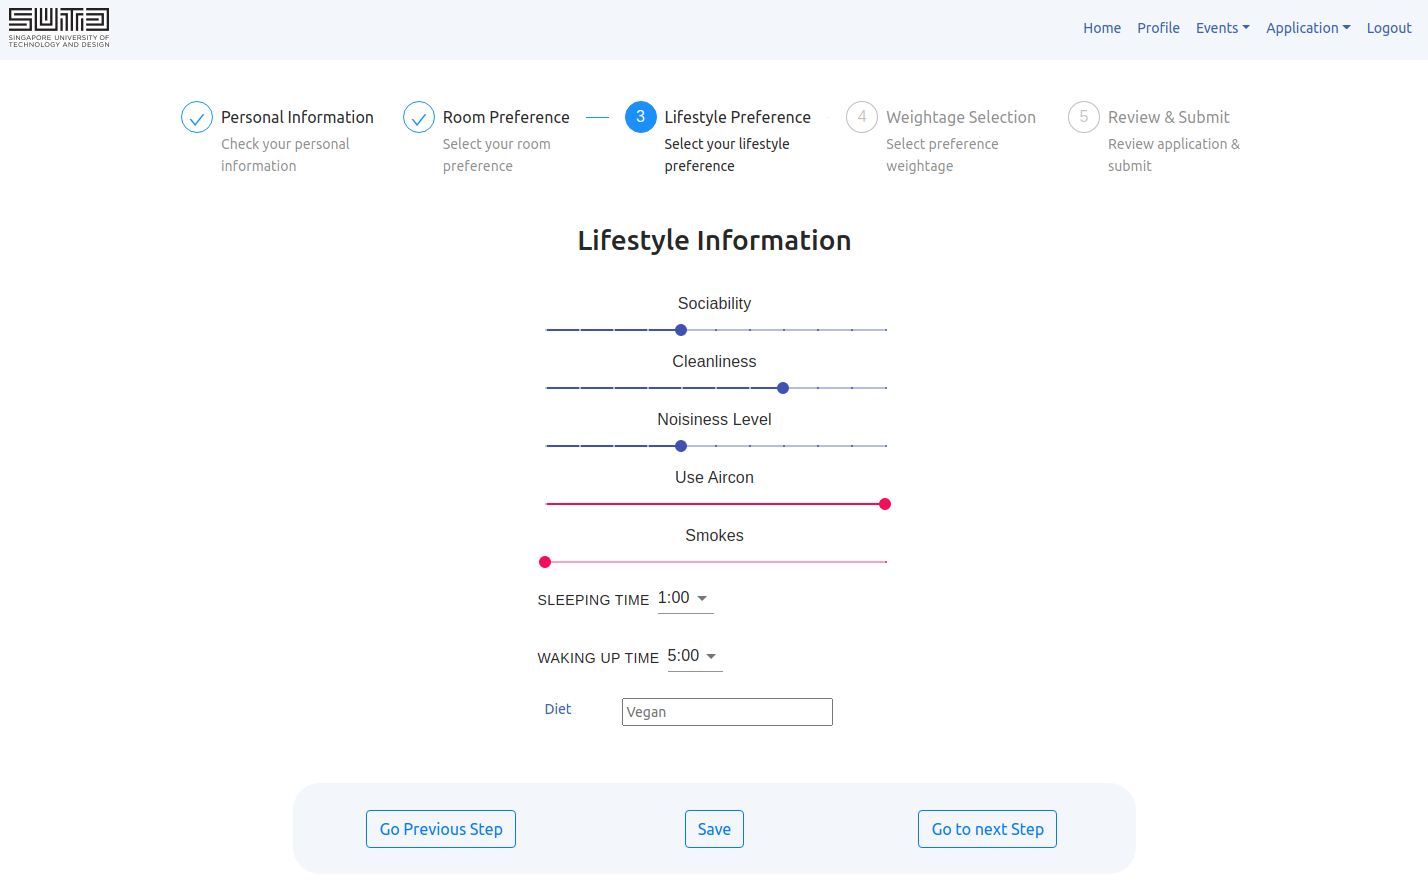 SUTD
SINGAPORE UNIVERSITY OF
TECHNOLOGY AND DESIGN
Home Profile Events Application Logout
Personal Information
Check your personal
information
Room Preference
Select your room
preference
3 Lifestyle Preference
Select your lifestyle
preference
4 Weightage Selection
Select preference
weightage
5 Review & Submit
Review application &
submit
Lifestyle Information
Sociability
Cleanliness
Noisiness Level
Use Aircon
Smokes
SLEEPING TIME 1:00
WAKING UP TIME 5:00
Diet Vegan
Go Previous Step Save Go to next Step